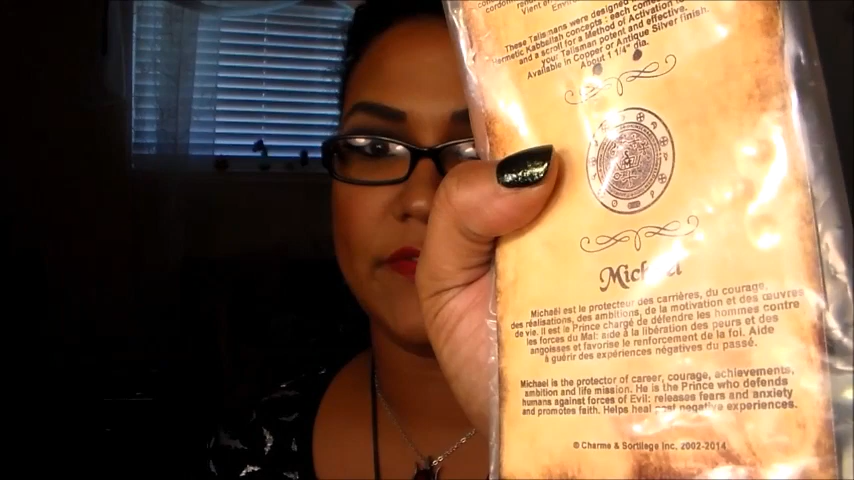 Vient
These Talismans were designed
Hermetic Kabbaliah concepts : each
and a scroll for a Method of Activation to
your Talisman potent and effective.
Available in Copper or Antique Silver finish.
About 1 1/4" dia.
Michael
Michaël est le protecteur des carrières, du courage,
des réalisations, des ambitions, de la motivation et des œuvres
de vie. Il est le Prince chargé de défendre les hommes contre
les forces du Mal: aide à la libération des peurs et des
angoisses et favorise le renforcement de la foi. Aide
à guérir des expériences négatives du passé.
Michael is the protector of career, courage, achievements,
ambition and life mission. He is the Prince who defends
humans against forces of Evil: releases fears and anxiety
and promotes faith. Helps heal past negative experiences.
© Charme & Sortilège Inc, 2002-2014